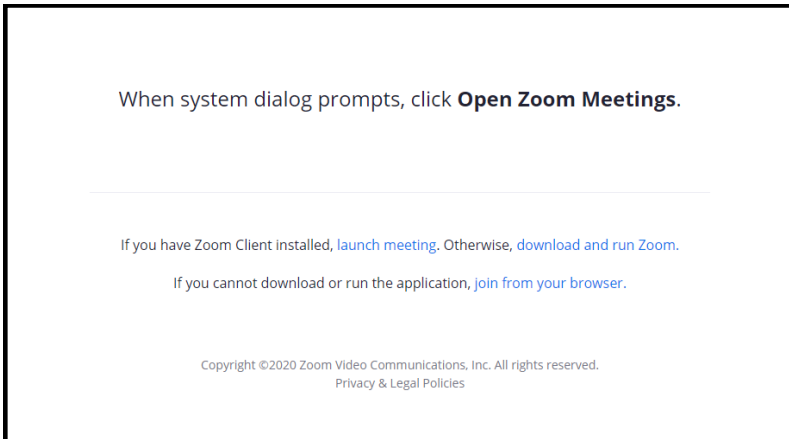 When system dialog prompts, click Open Zoom Meetings.
If you have Zoom Client installed, launch meeting. Otherwise, download and run Zoom.
If you cannot download or run the application, join from your browser.
Copyright ©2020 Zoom Video Communications, Inc. All rights reserved.
Privacy & Legal Policies